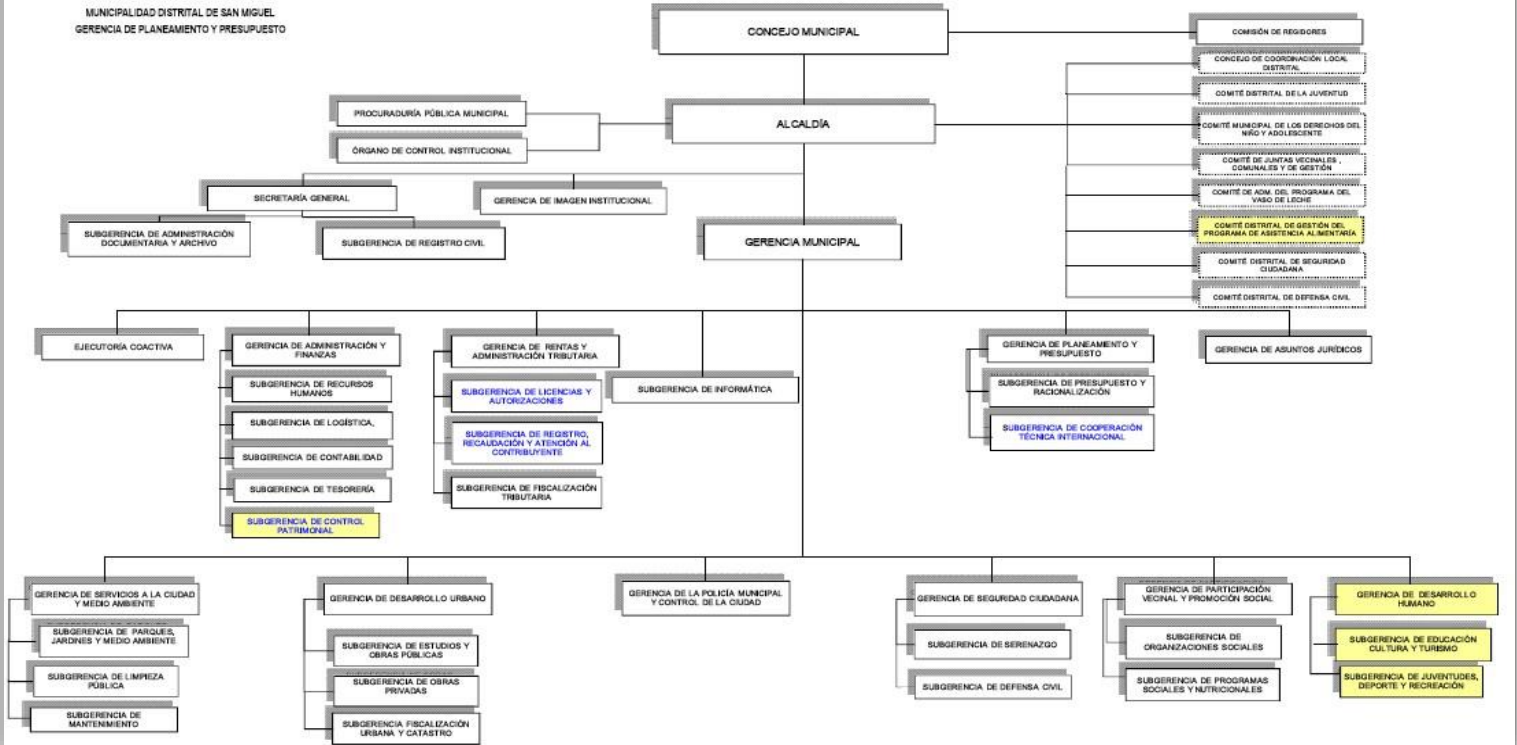 MUNICIPALIDAD DISTRITAL DE SAN MIGUEL
GERENCIA DE PLANEAMIENTO Y PRESUPUESTO
CONCEJO MUNICIPAL
COMISIÓN DE REGIDORES
CONCEJO DE COORDINACIÓN LOCAL
DISTRITAL
COMITÉ DISTRITAL DE LA JUVENTUD
COMITÉ MUNICIPAL DE LOS DERECHOS DEL
NIÑO Y ADOLESCENTE
COMITÉ DE JUNTAS VECINALES ,
COMUNALES Y DE GESTIÓN
COMITÉ DE ADM. DEL PROGRAMA DEL
VASO DE LECHE
COMITÉ DISTRITAL DE GESTIÓN DEL
PROGRAMA DE ASISTENCIA ALIMENTARÍA
COMITÉ DISTRITAL DE SEGURIDAD
CIUDADANA
COMITÉ DISTRITAL DE DEFENSA CIVIL
PROCURADURÍA PÚBLICA MUNICIPAL
ALCALDÍA
ÓRGANO DE CONTROL INSTITUCIONAL
SECRETARÍA GENERAL
GERENCIA DE IMAGEN INSTITUCIONAL
SUBGERENCIA DE ADMINISTRACIÓN
DOCUMENTARIA Y ARCHIVO
SUBGERENCIA DE REGISTRO CIVIL
GERENCIA MUNICIPAL
EJECUTORÍA COACTIVA
GERENCIA DE ADMINISTRACIÓN Y
FINANZAS
SUBGERENCIA DE RECURSOS
HUMANOS
SUBGERENCIA DE LOGÍSTICA,
SUBGERENCIA DE CONTABILIDAD
SUBGERENCIA DE TESORERÍA
SUBGERENCIA DE CONTROL
PATRIMONIAL
GERENCIA DE RENTAS Y
ADMINISTRACIÓN TRIBUTARIA
SUBGERENCIA DE LICENCIAS Y
AUTORIZACIONES
SUBGERENCIA DE REGISTRO,
RECAUDACIÓN Y ATENCIÓN AL
CONTRIBUYENTE
SUBGERENCIA DE FISCALIZACIÓN
TRIBUTARIA
SUBGERENCIA DE INFORMÁTICA
GERENCIA DE PLANEAMIENTO Y
PRESUPUESTO
SUBGERENCIA DE PRESUPUESTO Y
RACIONALIZACIÓN
SUBGERENCIA DE COOPERACIÓN
TÉCNICA INTERNACIONAL
GERENCIA DE ASUNTOS JURÍDICOS
GERENCIA DE SERVICIOS A LA CIUDAD
Y MEDIO AMBIENTE
SUBGERENCIA DE PARQUES,
JARDINES Y MEDIO AMBIENTE
SUBGERENCIA DE LIMPIEZA
PÚBLICA
SUBGERENCIA DE
MANTENIMIENTO
GERENCIA DE DESARROLLO URBANO
SUBGERENCIA DE ESTUDIOS Y
OBRAS PÚBLICAS
SUBGERENCIA DE OBRAS
PRIVADAS
SUBGERENCIA FISCALIZACIÓN
URBANA Y CATASTRO
GERENCIA DE LA POLICÍA MUNICIPAL
Y CONTROL DE LA CIUDAD
GERENCIA DE SEGURIDAD CIUDADANA
SUBGERENCIA DE SERENAZGO
SUBGERENCIA DE DEFENSA CIVIL
GERENCIA DE PARTICIPACIÓN
VECINAL Y PROMOCIÓN SOCIAL
SUBGERENCIA DE
ORGANIZACIONES SOCIALES
SUBGERENCIA DE PROGRAMAS
SOCIALES Y NUTRICIONALES
GERENCIA DE DESARROLLO
HUMANO
SUBGERENCIA DE EDUCACIÓN
CULTURA Y TURISMO
SUBGERENCIA DE JUVENTUDES,
DEPORTE Y RECREACIÓN